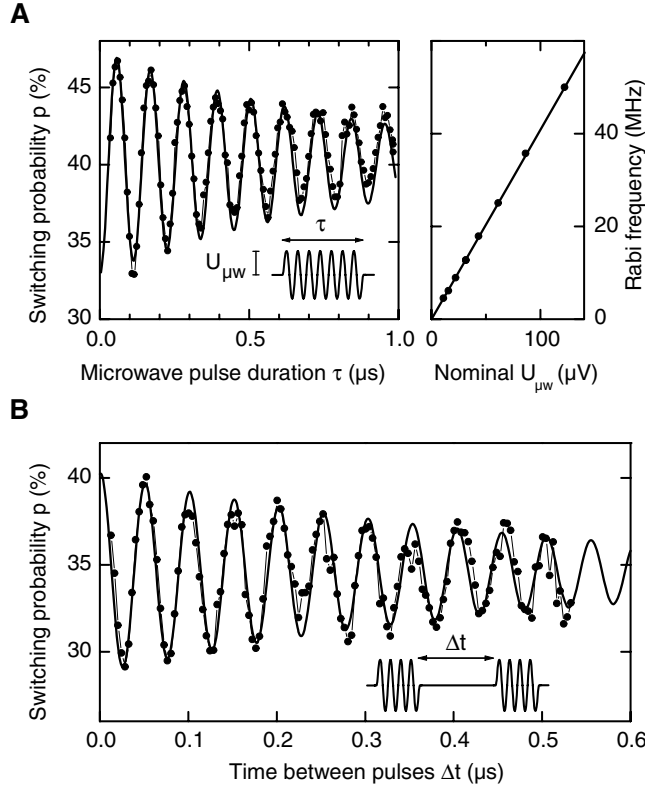 A
Switching probability p (%)
45
40
35
30
τ
U_μw
0.0
0.5
1.0
Microwave pulse duration τ (μs)
40
20
0
Rabi frequency (MHz)
0
100
Nominal U_μw (μV)
B
Switching probability p (%)
40
35
30
Δt
0.0
0.1
0.2
0.3
0.4
0.5
0.6
Time between pulses Δt (μs)